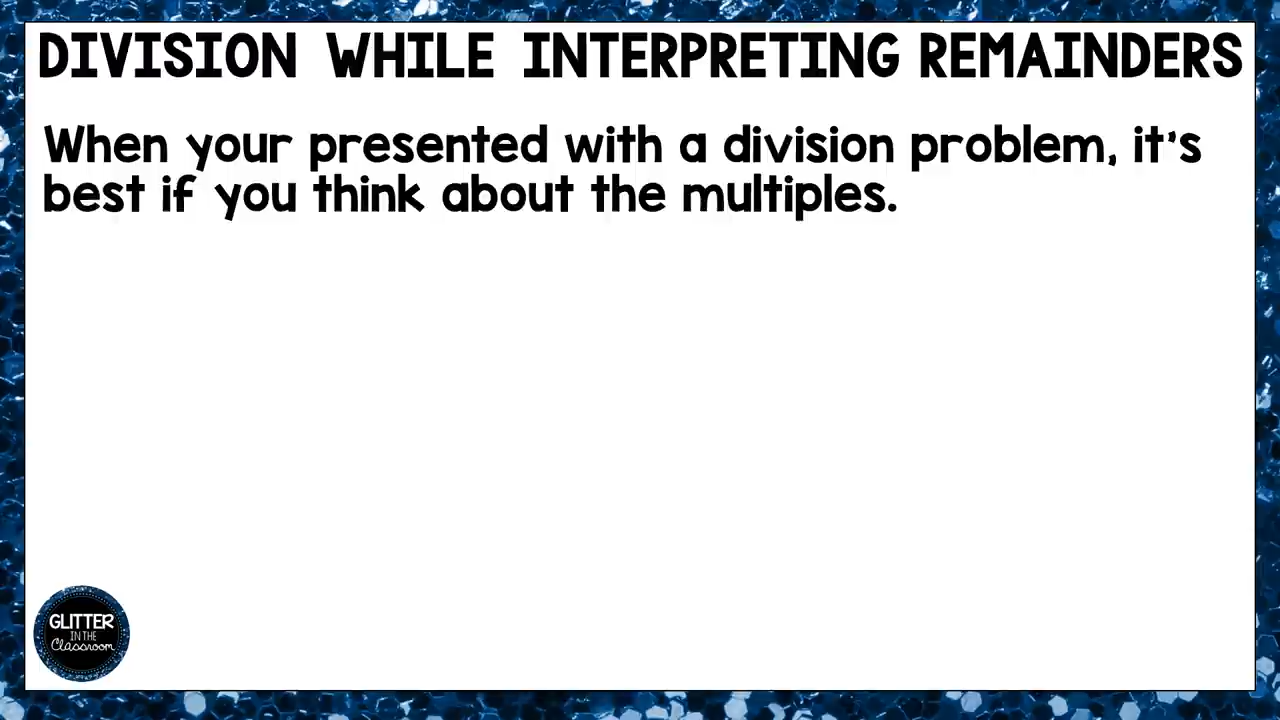 DIVISION WHILE INTERPRETING REMAINDERS
When your presented with a division problem, it's
best if you think about the multiples.
GLITTER
IN THE
Classroom